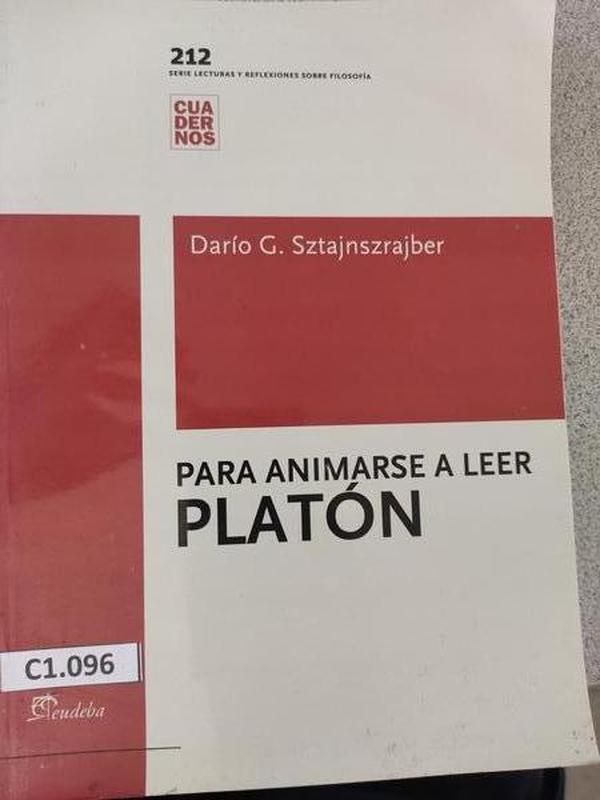 212
SERIE LECTURAS Y REFLEXIONES SOBRE FILOSOFÍA
CUA
DER
NOS
Darío G. Sztajnszrajber
PARA ANIMARSE A LEER
PLATÓN
C1.096
eudeba